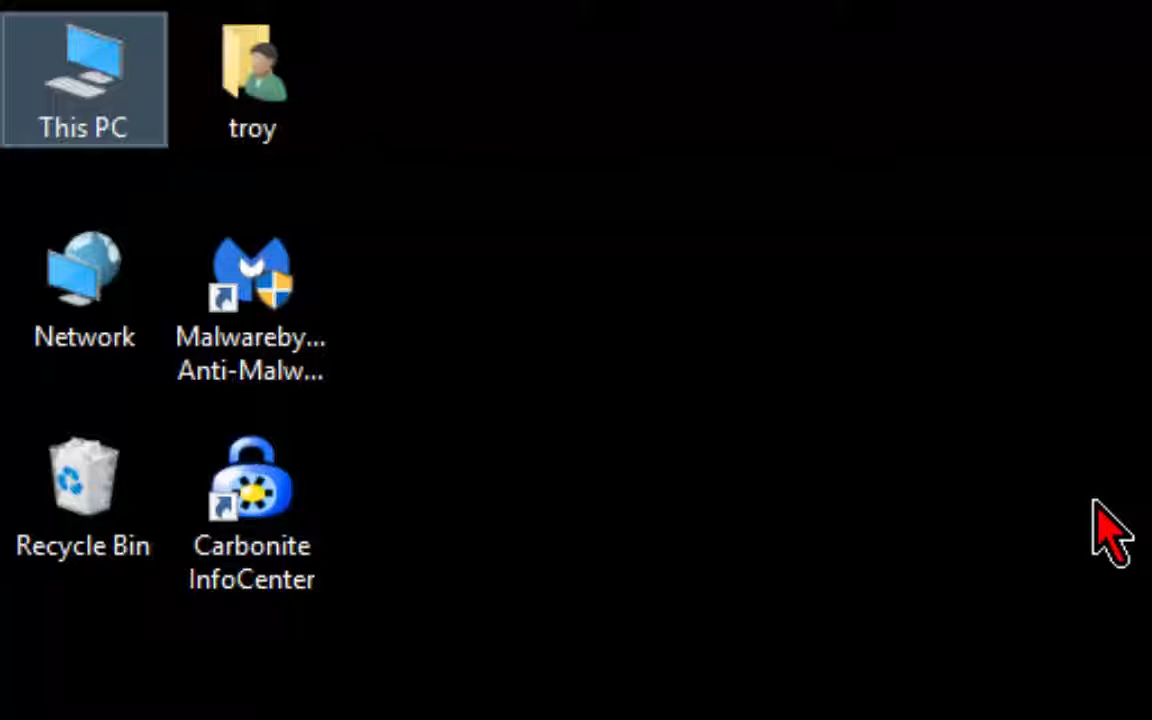 This PC
troy
Network
Malwareby...
Anti-Malw...
Recycle Bin
Carbonite
InfoCenter